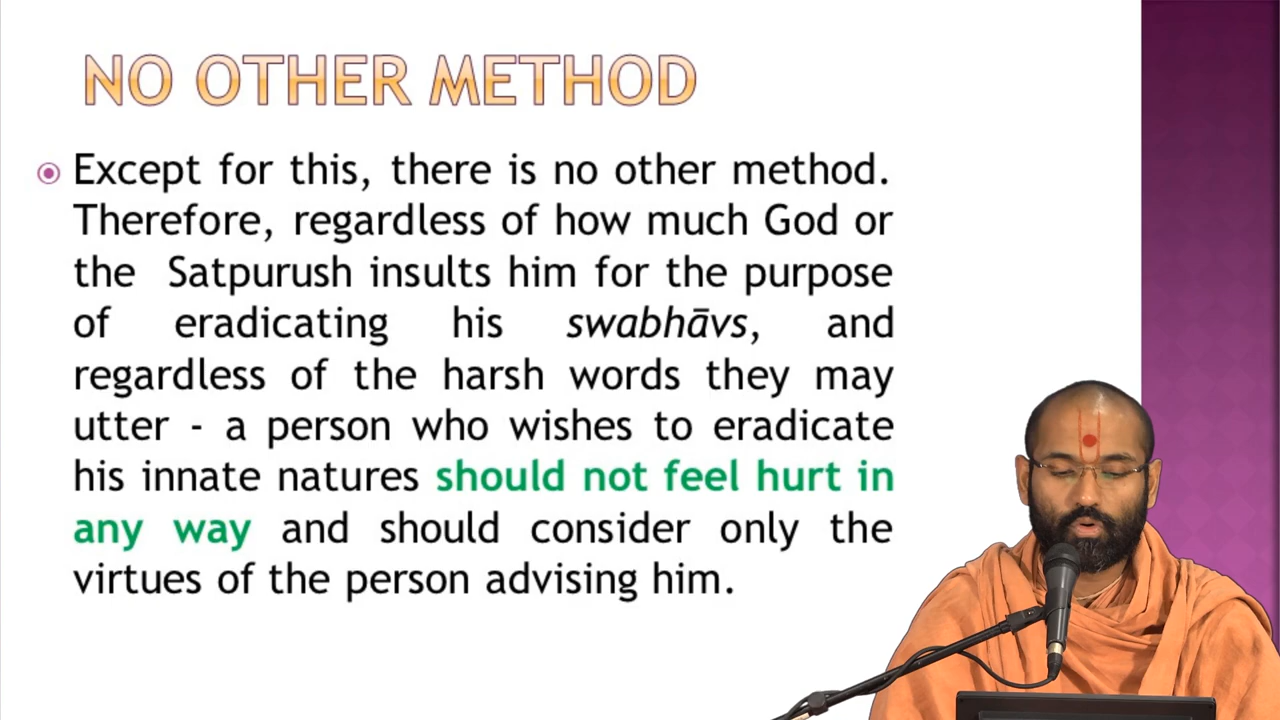 NO OTHER METHOD
Except for this, there is no other method.
Therefore, regardless of how much God or
the Satpurush insults him for the purpose
of eradicating his swabhāvs, and
regardless of the harsh words they may
utter - a person who wishes to eradicate
his innate natures should not feel hurt in
any way and should consider only the
virtues of the person advising him.